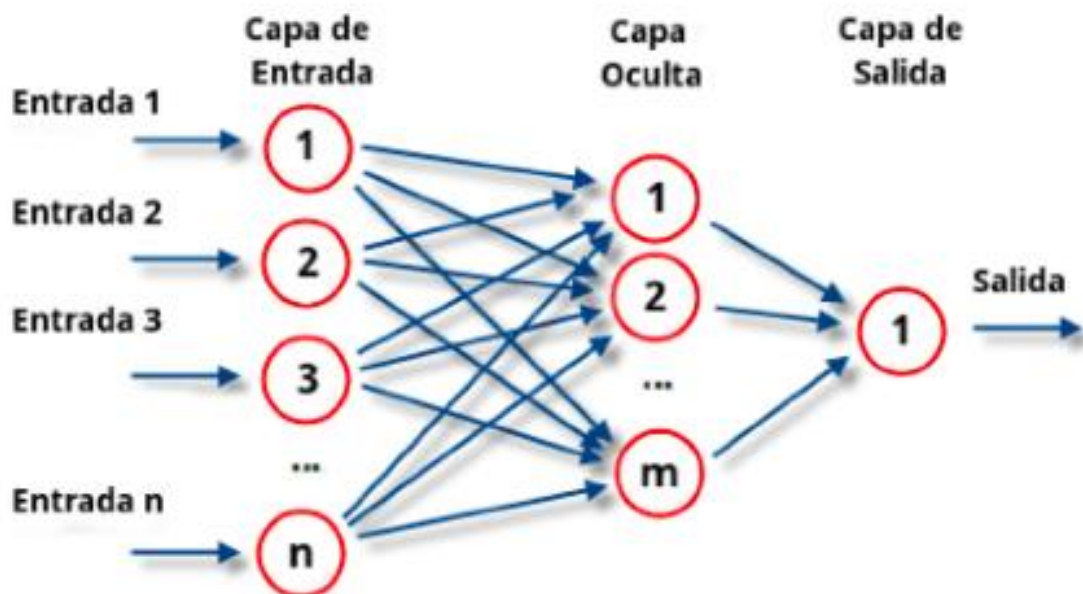 Capa de
Entrada
Capa
Oculta
Capa de
Salida
Entrada 1
1
Entrada 2
2
Entrada 3
3
...
Entrada n
n
1
2
...
m
1
Salida